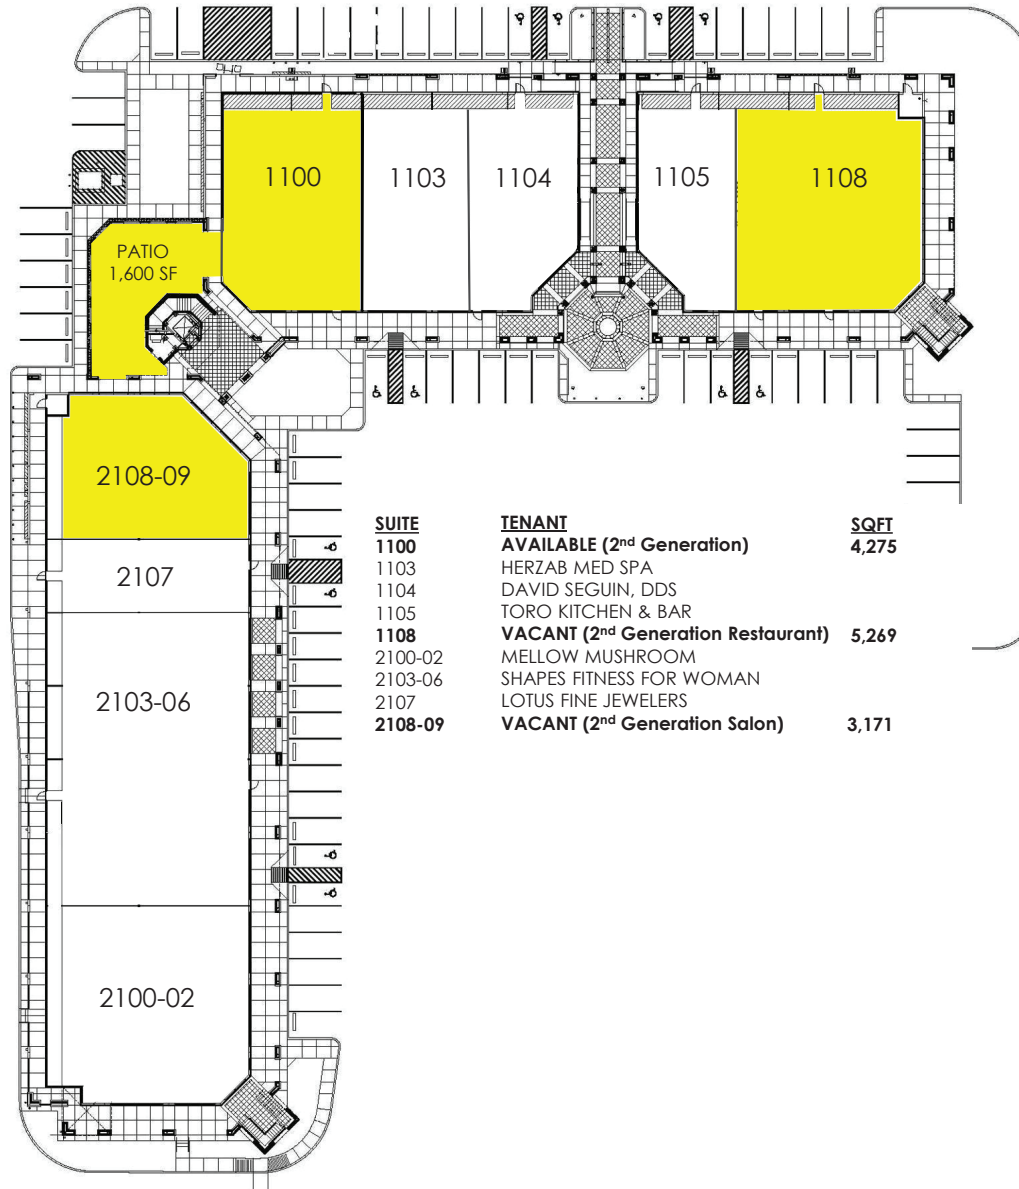 1100
1103
1104
1105
1108
PATIO
1,600 SF
2108-09
2107
2103-06
2100-02
SUITE TENANT SQFT
1100 AVAILABLE (2nd Generation) 4,275
1103 HERZAB MED SPA
1104 DAVID SEGUIN, DDS
1105 TORO KITCHEN & BAR
1108 VACANT (2nd Generation Restaurant) 5,269
2100-02 MELLOW MUSHROOM
2103-06 SHAPES FITNESS FOR WOMAN
2107 LOTUS FINE JEWELERS
2108-09 VACANT (2nd Generation Salon) 3,171